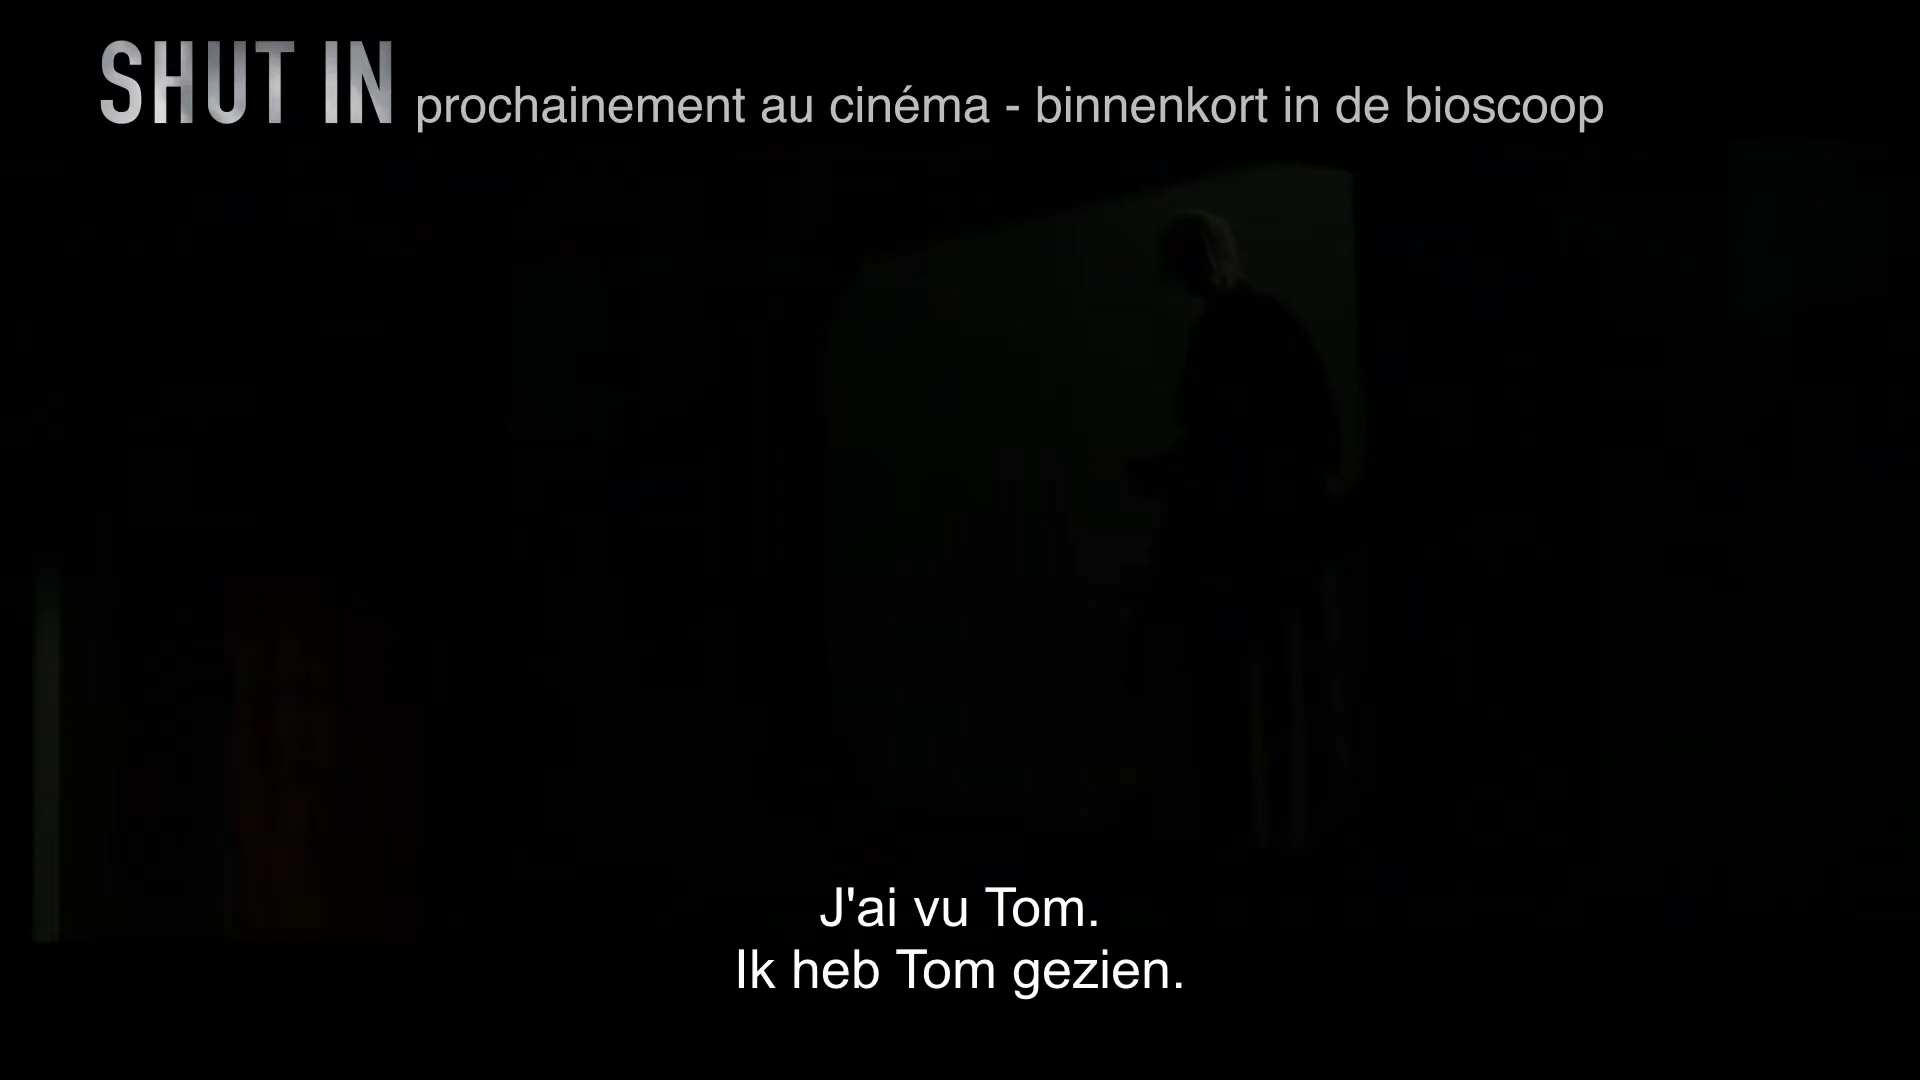 SHUT IN prochainement au cinéma - binnenkort in de bioscoop
J'ai vu Tom.
Ik heb Tom gezien.